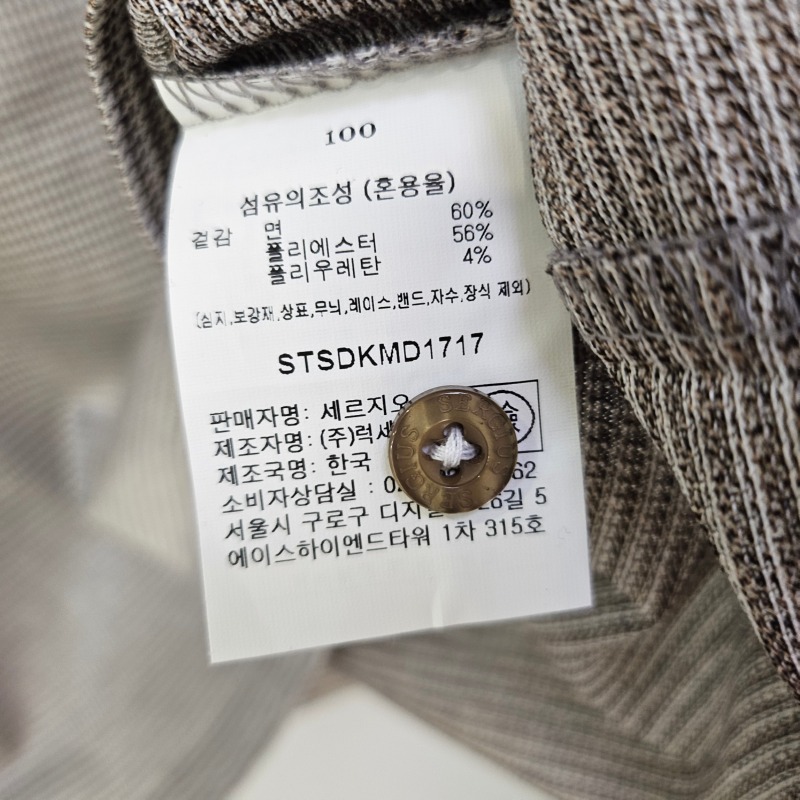 100
섬유의조성 (혼용율)
겉감 면 60%
폴리에스터 56%
폴리우레탄 4%
(심지,보강재,상표,무늬,레이스,밴드,자수,장식 제외)
STSDKMD1717
판매자명: 세르지오
제조자명: (주)럭세
제조국명: 한국
소비자상담실 : 0 62
서울시 구로구 디지털 26길 5
에이스하이엔드타워 1차 315호
SERGIUS SERGIUS